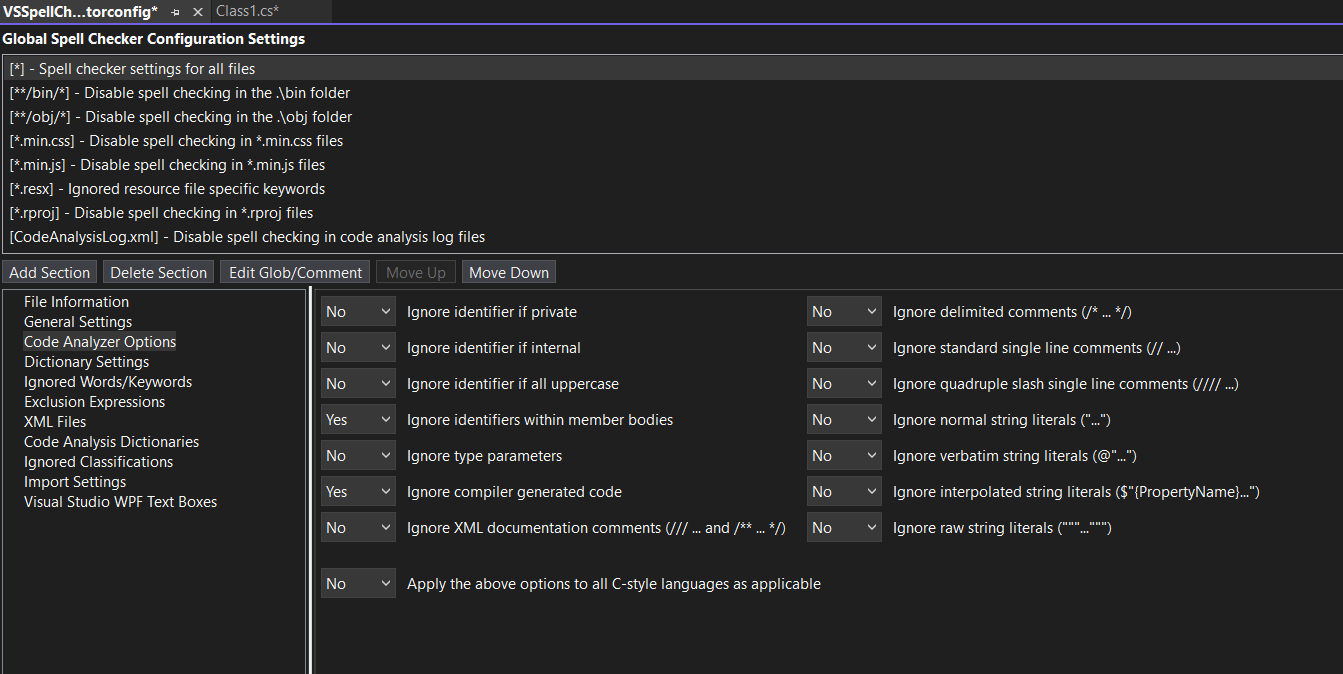 VSSpellCh...torconfig*
Class1.cs*
Global Spell Checker Configuration Settings
[*] - Spell checker settings for all files
[**/bin/*] - Disable spell checking in the .\bin folder
[**/obj/*] - Disable spell checking in the .\obj folder
[*.min.css] - Disable spell checking in *.min.css files
[*.min.js] - Disable spell checking in *.min.js files
[*.resx] - Ignored resource file specific keywords
[*.rproj] - Disable spell checking in *.rproj files
[CodeAnalysisLog.xml] - Disable spell checking in code analysis log files
Add Section Delete Section Edit Glob/Comment Move Up Move Down
File Information
General Settings
Code Analyzer Options
Dictionary Settings
Ignored Words/Keywords
Exclusion Expressions
XML Files
Code Analysis Dictionaries
Ignored Classifications
Import Settings
Visual Studio WPF Text Boxes
No Ignore identifier if private
No Ignore identifier if internal
No Ignore identifier if all uppercase
Yes Ignore identifiers within member bodies
No Ignore type parameters
Yes Ignore compiler generated code
No Ignore XML documentation comments (/// ... and /** ... */)
No Ignore delimited comments (/* ... */)
No Ignore standard single line comments (// ...)
No Ignore quadruple slash single line comments (//// ...)
No Ignore normal string literals ("...")
No Ignore verbatim string literals (@"...")
No Ignore interpolated string literals ($"{PropertyName}...")
No Ignore raw string literals ("""...""")
No Apply the above options to all C-style languages as applicable